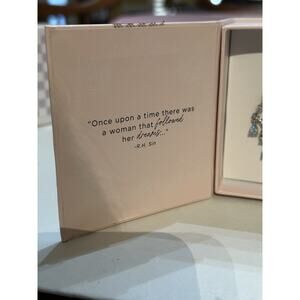 "Once upon a time there was
a woman that followed
her dreams..."
-R.H. Sin